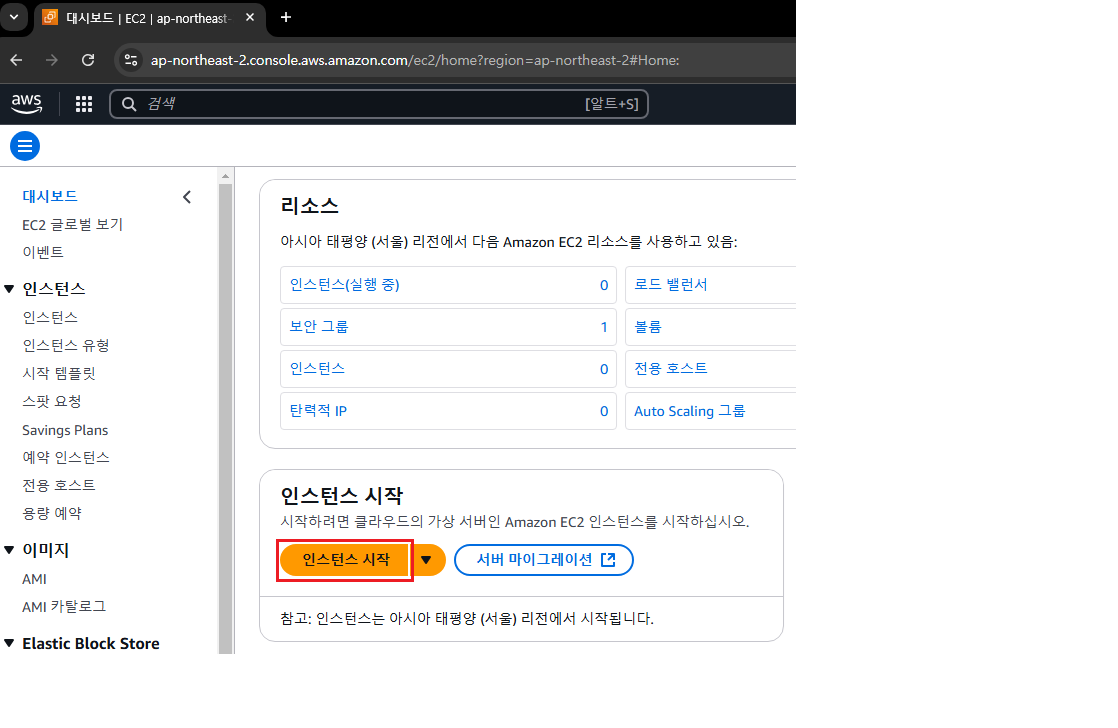 대시보드 | EC2 | ap-northeast-
ap-northeast-2.console.aws.amazon.com/ec2/home?region=ap-northeast-2#Home:
aws
검색
[알트+S]
대시보드
EC2 글로벌 보기
이벤트
인스턴스
인스턴스
인스턴스 유형
시작 템플릿
스팟 요청
Savings Plans
예약 인스턴스
전용 호스트
용량 예약
이미지
AMI
AMI 카탈로그
Elastic Block Store
리소스
아시아 태평양 (서울) 리전에서 다음 Amazon EC2 리소스를 사용하고 있음:
인스턴스(실행 중) 0 로드 밸런서
보안 그룹 1 볼륨
인스턴스 0 전용 호스트
탄력적 IP 0 Auto Scaling 그룹
인스턴스 시작
시작하려면 클라우드의 가상 서버인 Amazon EC2 인스턴스를 시작하십시오.
인스턴스 시작 서버 마이그레이션
참고: 인스턴스는 아시아 태평양 (서울) 리전에서 시작됩니다.